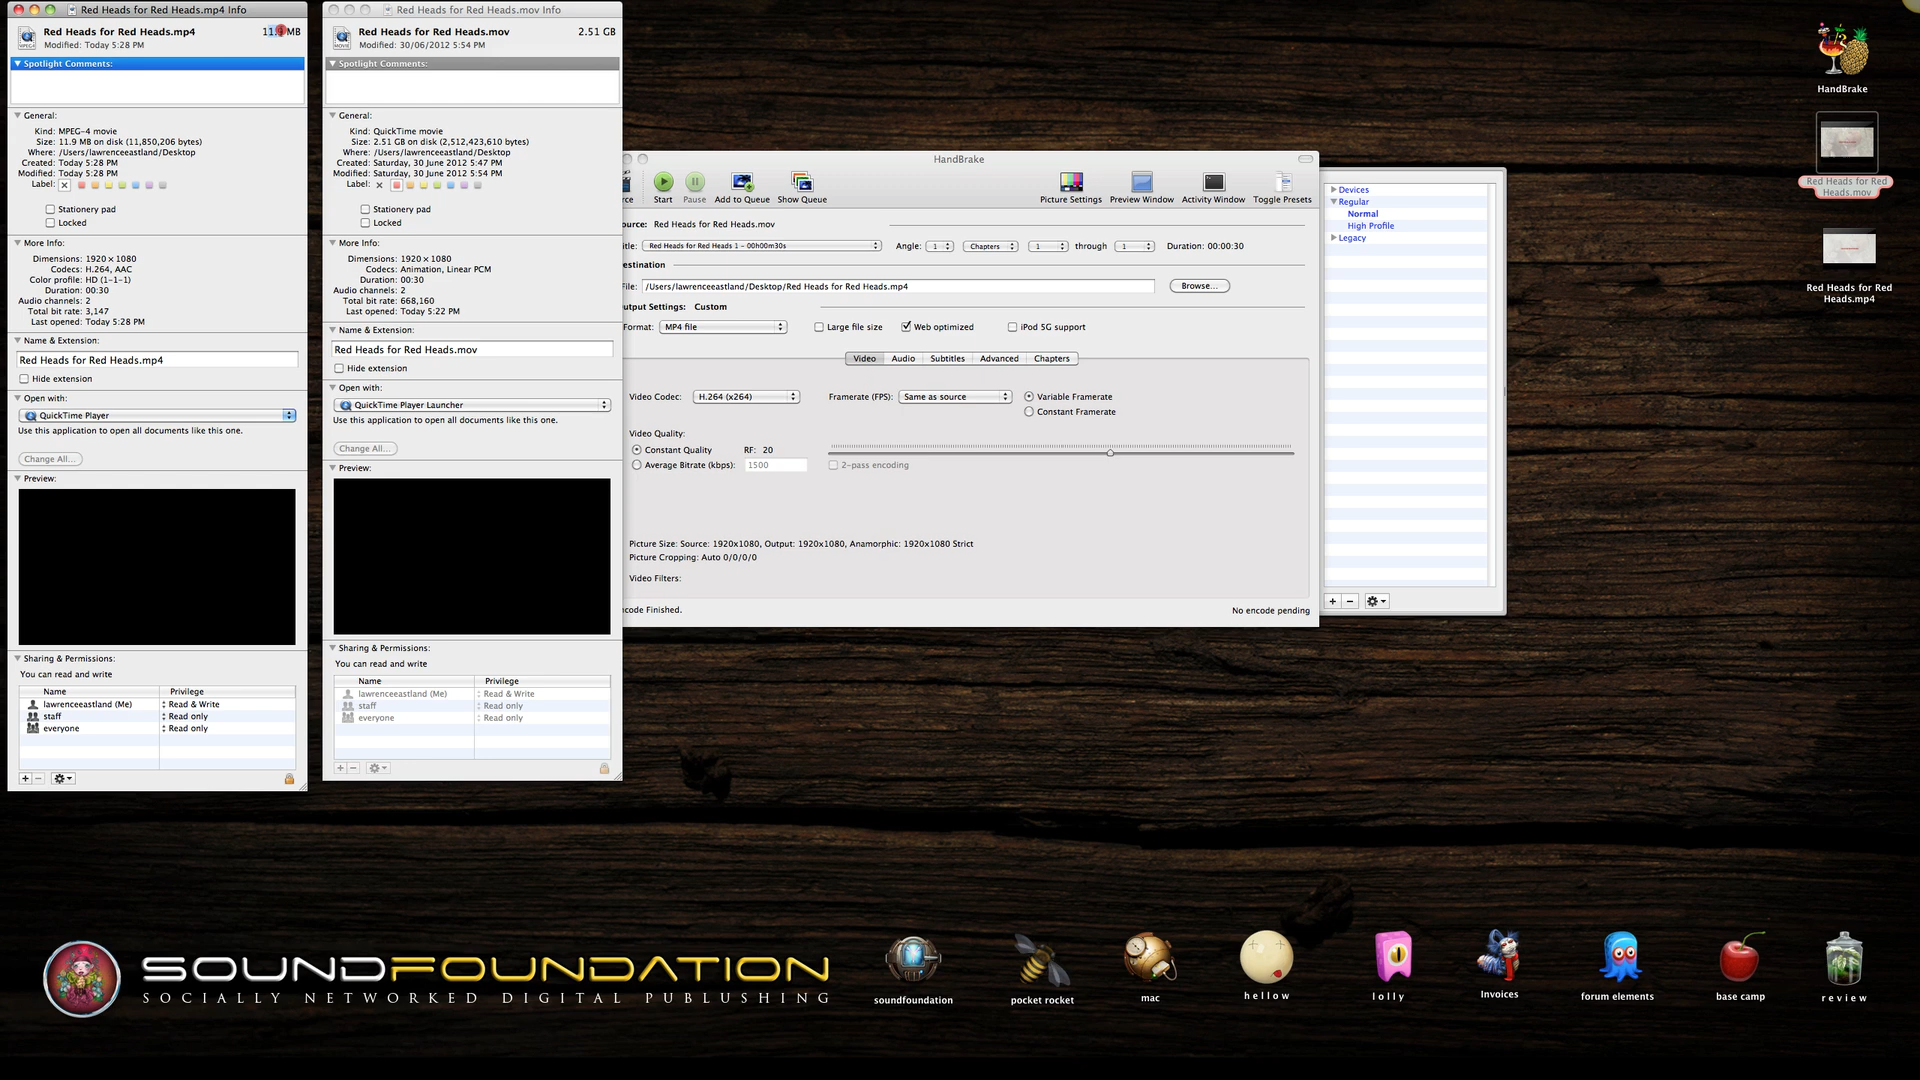 Red Heads for Red Heads.mp4 Info
Red Heads for Red Heads.mp4
Modified: Today 5:28 PM
Spotlight Comments:
General:
Kind: MPEG-4 movie
Size: 11.9 MB on disk (11,850,206 bytes)
Where: /Users/lawrenceeastland/Desktop
Created: Today 5:28 PM
Modified: Today 5:28 PM
Label:
Stationery pad
Locked
More Info:
Dimensions: 1920 × 1080
Codecs: H.264, AAC
Color profile: HD (1-1-1)
Duration: 00:30
Audio channels: 2
Total bit rate: 3,147
Last opened: Today 5:28 PM
Name & Extension:
Red Heads for Red Heads.mp4
Hide extension
Open with:
QuickTime Player
Use this application to open all documents like this one.
Change All...
Preview:
Sharing & Permissions:
You can read and write
Name Privilege
lawrenceeastland (Me) Read & Write
staff Read only
everyone Read only
Red Heads for Red Heads.mov Info
Red Heads for Red Heads.mov 2.51 GB
Modified: 30/06/2012 5:54 PM
Spotlight Comments:
General:
Kind: QuickTime movie
Size: 2.51 GB on disk (2,512,423,610 bytes)
Where: /Users/lawrenceeastland/Desktop
Created: Saturday, 30 June 2012 5:47 PM
Modified: Saturday, 30 June 2012 5:54 PM
Label:
Stationery pad
Locked
More Info:
Dimensions: 1920 × 1080
Codecs: Animation, Linear PCM
Duration: 00:30
Audio channels: 2
Total bit rate: 668,160
Last opened: Today 5:22 PM
Name & Extension:
Red Heads for Red Heads.mov
Hide extension
Open with:
QuickTime Player Launcher
Use this application to open all documents like this one.
Change All...
Preview:
Sharing & Permissions:
You can read and write
Name Privilege
lawrenceeastland (Me) Read & Write
staff Read only
everyone Read only
HandBrake
Start Pause Add to Queue Show Queue Picture Settings Preview Window Activity Window Toggle Presets
Red Heads for Red Heads.mov
Red Heads for Red Heads 1 - 00h00m30s Angle: 1 Chapters 1 through 1 Duration: 00:00:30
File: /Users/lawrenceeastland/Desktop/Red Heads for Red Heads.mp4 Browse...
Settings: Custom
Format: MP4 file Large file size Web optimized iPod 5G support
Video Audio Subtitles Advanced Chapters
Video Codec: H.264 (x264) Framerate (FPS): Same as source Variable Framerate
Constant Framerate
Video Quality:
Constant Quality RF: 20
Average Bitrate (kbps): 1500 2-pass encoding
Picture Size: Source: 1920x1080, Output: 1920x1080, Anamorphic: 1920x1080 Strict
Picture Cropping: Auto 0/0/0/0
Video Filters:
Finished. No encode pending
Devices
Regular
Normal
High Profile
Legacy
HandBrake
Red Heads for Red
Heads.mov
Red Heads for Red
Heads.mp4
SOUNDFOUNDATION
SOCIALLY NETWORKED DIGITAL PUBLUSHING
soundfoundation
pocket rocket
mac
hellow
lolly
Invoices
forum elements
base camp
review